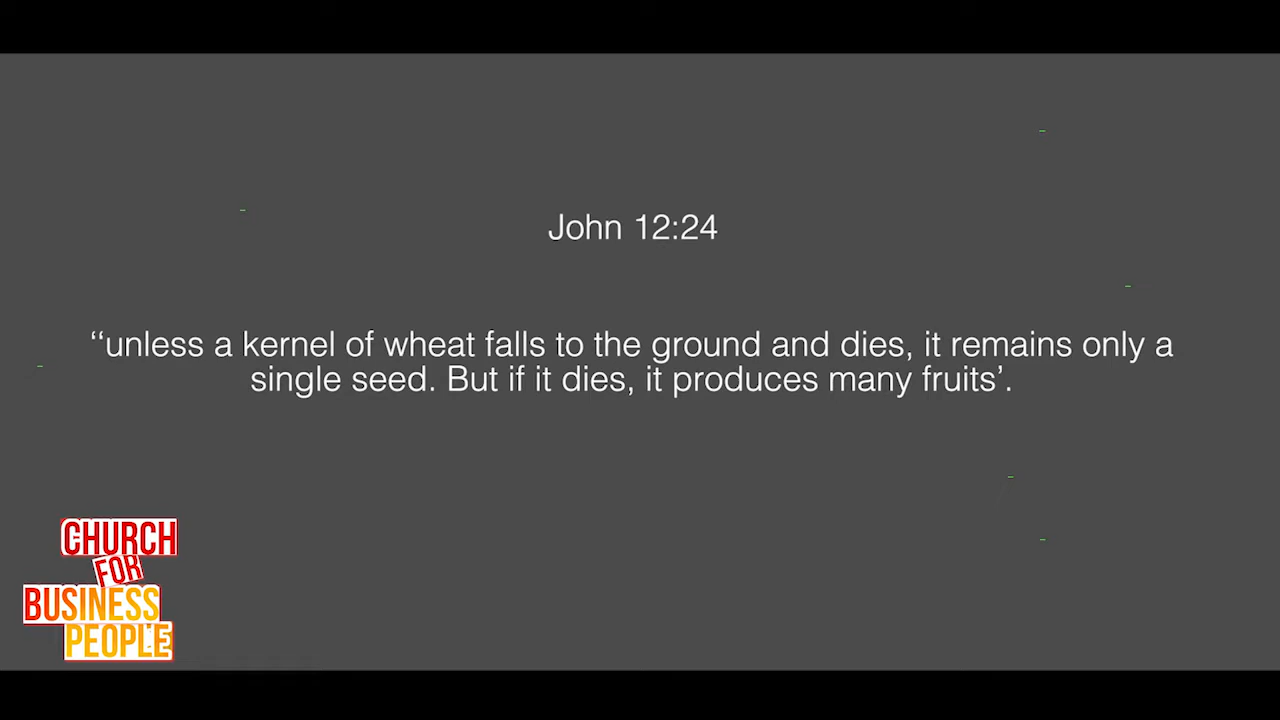 John 12:24
‘‘unless a kernel of wheat falls to the ground and dies, it remains only a
single seed. But if it dies, it produces many fruits’.
CHURCH
FOR
BUSINESS
PEOPLE